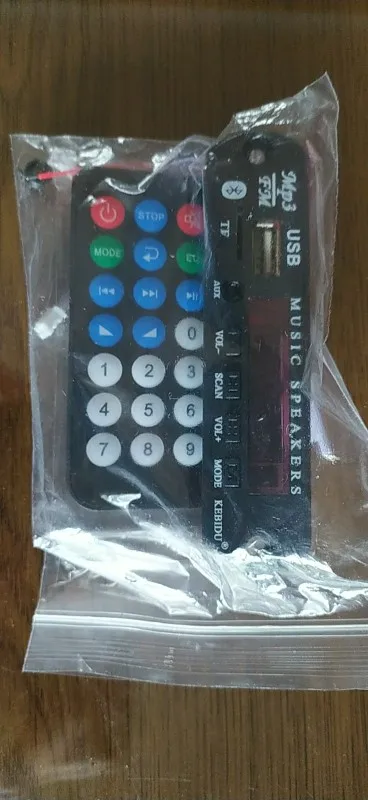 STOP
MODE
0
1 2 3
4 5 6
7 8 9
Mp3
FM
USB
TF
AUX
VOL-
SCAN
VOL+
MODE
KEBIDU®
MUSIC SPEAKERS